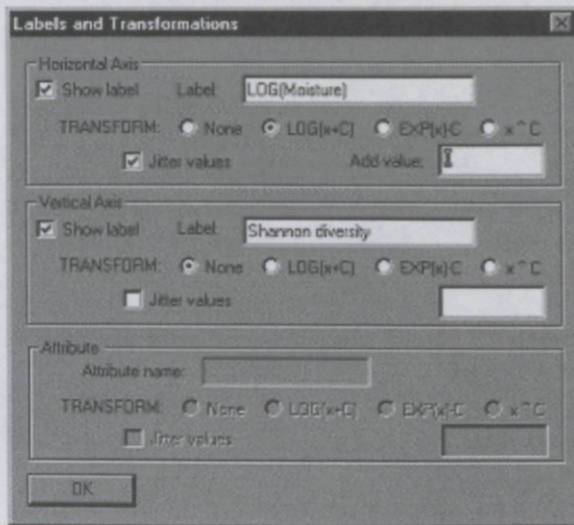 Labels and Transformations
Horizontal Axis
Show label Label: LOG(Moisture)
TRANSFORM: None LOG(x+C) EXP(x)-C x^C
Jitter values Add value:
Vertical Axis
Show label Label: Shannon diversity
TRANSFORM: None LOG(x+C) EXP(x)-C x^C
Jitter values
Attribute
Attribute name:
TRANSFORM: None LOG(x+C) EXP(x)-C x^C
Jitter values
OK